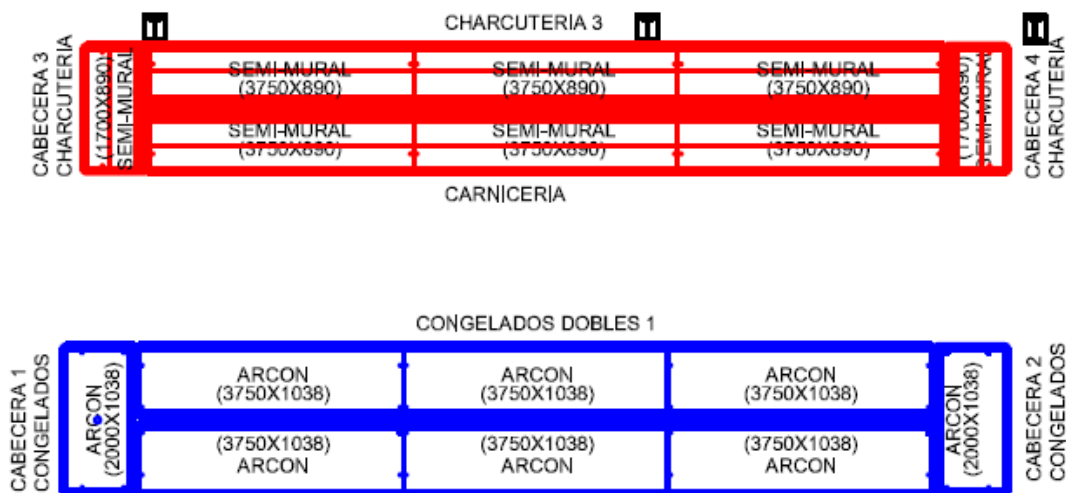 CHARCUTERIA 3
CABECERA 3
CHARCUTERIA
(1700X890)
SEMI-MURAL
SEMI-MURAL
(3750X890)
SEMI-MURAL
(3750X890)
SEMI-MURAL
(3750X890)
SEMI-MURAL
(3750X890)
SEMI-MURAL
(3750X890)
SEMI-MURAL
(3750X890)
(1700X890)
SEMI-MURAL
CABECERA 4
CHARCUTERIA
CARNICERIA
CONGELADOS DOBLES 1
CABECERA 1
CONGELADOS
ARCON
(2000X1038)
ARCON
(3750X1038)
ARCON
(3750X1038)
ARCON
(3750X1038)
(3750X1038)
ARCON
(3750X1038)
ARCON
(3750X1038)
ARCON
ARCON
(2000X1038)
CABECERA 2
CONGELADOS